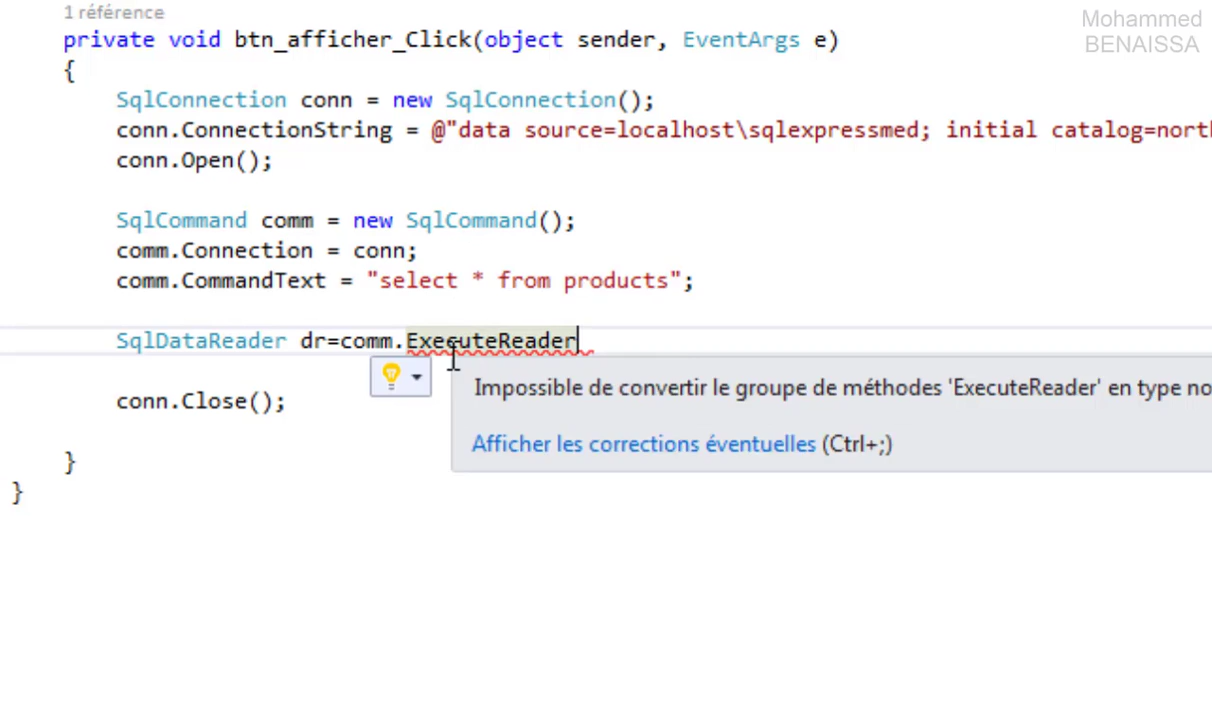 1 référence
Mohammed
BENAISSA
private void btn_afficher_Click(object sender, EventArgs e)
{
SqlConnection conn = new SqlConnection();
conn.ConnectionString = @"data source=localhost\sqlexpressmed; initial catalog=north
conn.Open();
SqlCommand comm = new SqlCommand();
comm.Connection = conn;
comm.CommandText = "select * from products";
SqlDataReader dr=comm.ExecuteReader
Impossible de convertir le groupe de méthodes 'ExecuteReader' en type no
conn.Close();
Afficher les corrections éventuelles (Ctrl+;)
}
}